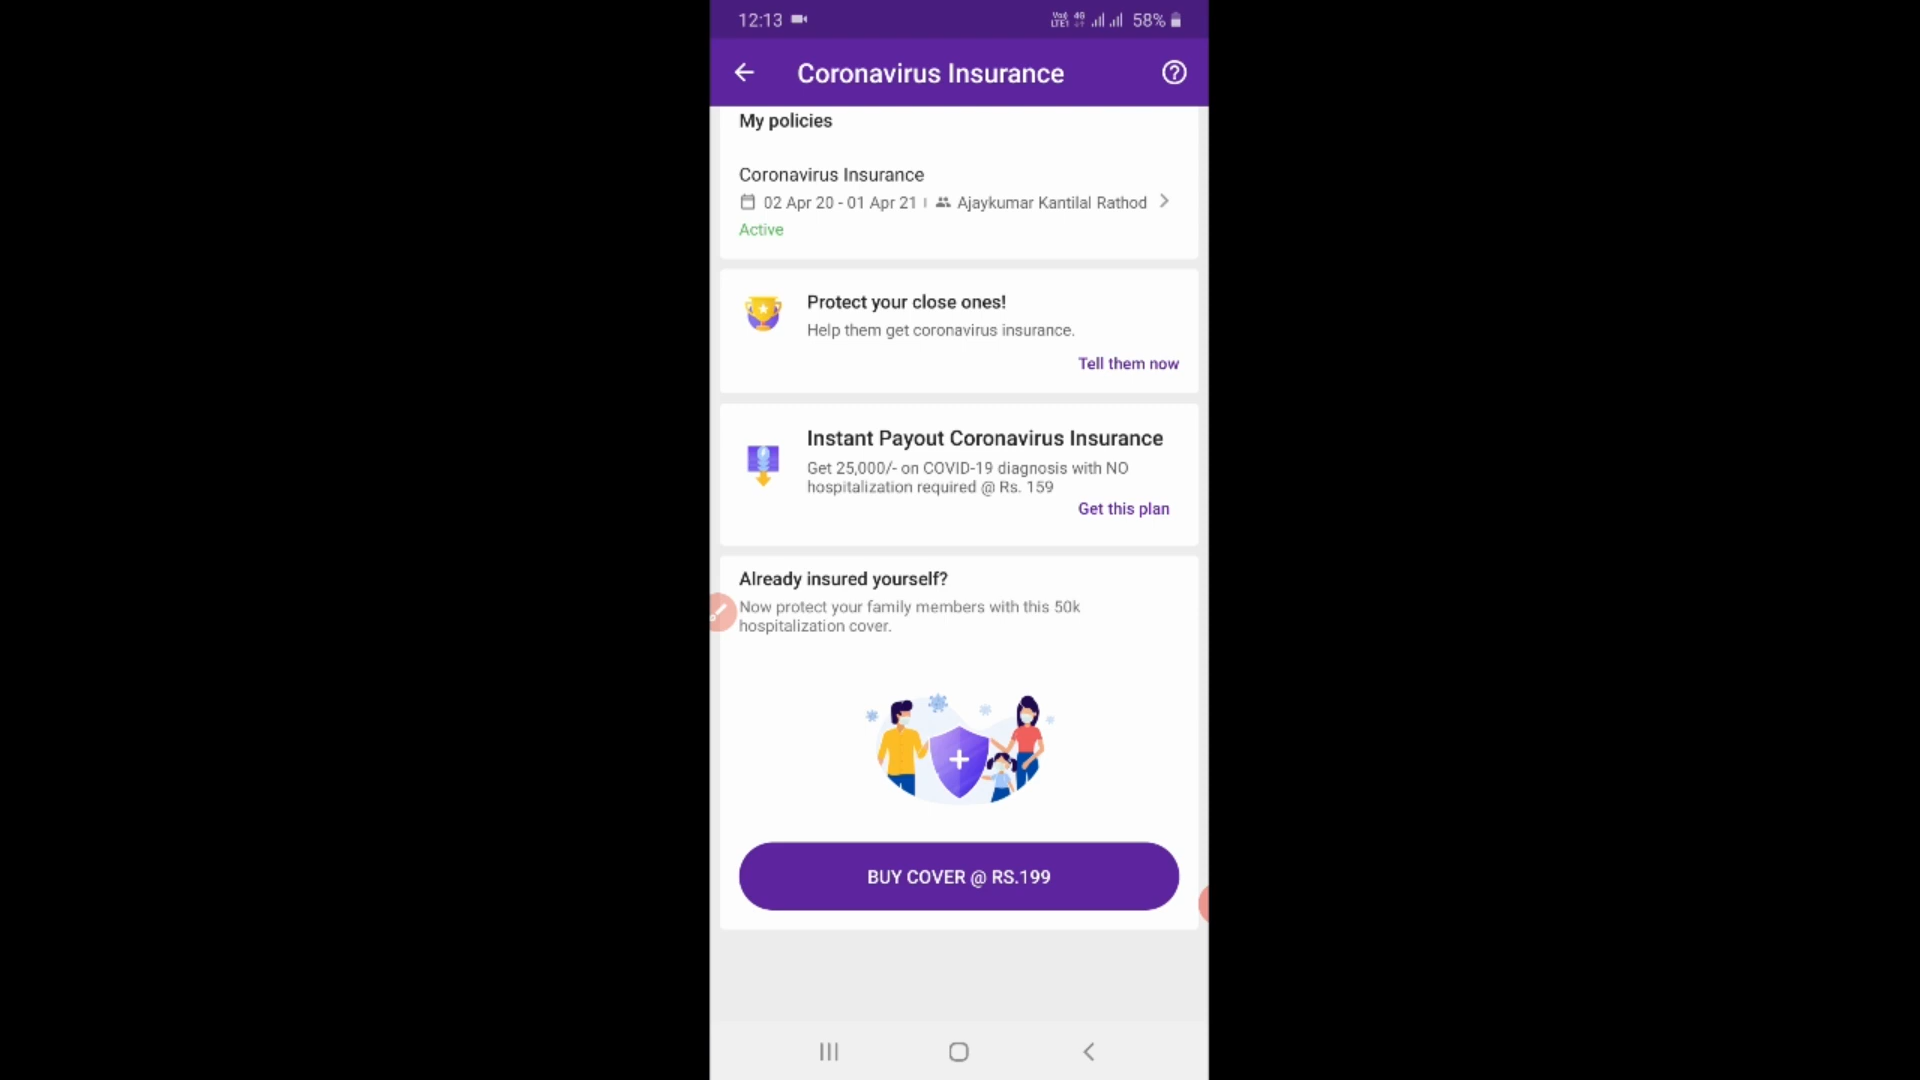 12:13
58%
Coronavirus Insurance
My policies
Coronavirus Insurance
02 Apr 20 - 01 Apr 21 | Ajaykumar Kantilal Rathod
Active
Protect your close ones!
Help them get coronavirus insurance.
Tell them now
Instant Payout Coronavirus Insurance
Get 25,000/- on COVID-19 diagnosis with NO
hospitalization required @ Rs. 159
Get this plan
Already insured yourself?
Now protect your family members with this 50k
hospitalization cover.
BUY COVER @ RS.199